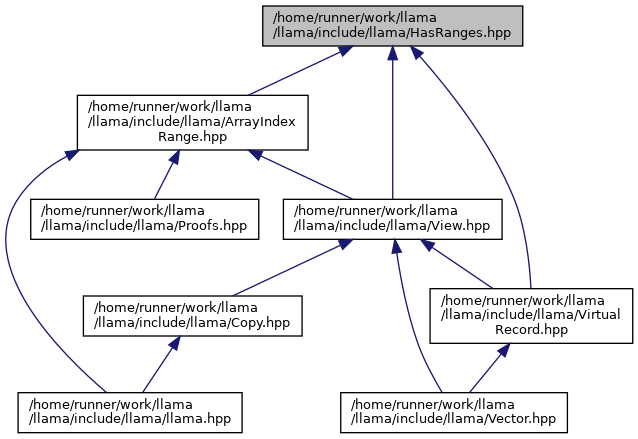 /home/runner/work/llama
/llama/include/llama/HasRanges.hpp
/home/runner/work/llama
/llama/include/llama/ArrayIndex
Range.hpp
/home/runner/work/llama
/llama/include/llama/Proofs.hpp
/home/runner/work/llama
/llama/include/llama/View.hpp
/home/runner/work/llama
/llama/include/llama/Copy.hpp
/home/runner/work/llama
/llama/include/llama/Virtual
Record.hpp
/home/runner/work/llama
/llama/include/llama/llama.hpp
/home/runner/work/llama
/llama/include/llama/Vector.hpp